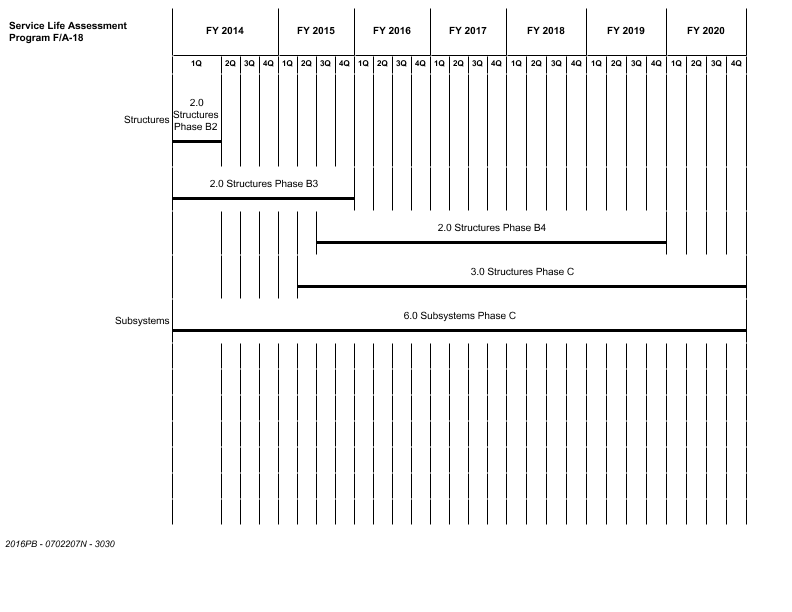 Service Life Assessment
Program F/A-18
FY 2014 FY 2015 FY 2016 FY 2017 FY 2018 FY 2019 FY 2020
1Q 2Q 3Q 4Q 1Q 2Q 3Q 4Q 1Q 2Q 3Q 4Q 1Q 2Q 3Q 4Q 1Q 2Q 3Q 4Q 1Q 2Q 3Q 4Q 1Q 2Q 3Q 4Q
Structures
2.0
Structures
Phase B2
2.0 Structures Phase B3
2.0 Structures Phase B4
3.0 Structures Phase C
Subsystems
6.0 Subsystems Phase C
2016PB - 0702207N - 3030